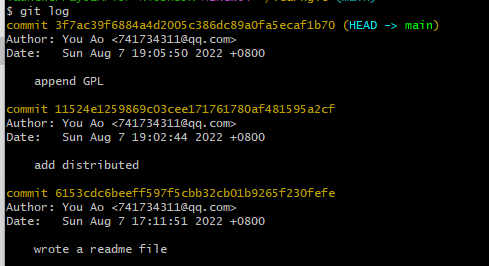 $ git log
commit 3f7ac39f6884a4d2005c386dc89a0fa5ecaf1b70 (HEAD -> main)
Author: You Ao <741734311@qq.com>
Date:   Sun Aug 7 19:05:50 2022 +0800
append GPL
commit 11524e1259869c03cee171761780af481595a2cf
Author: You Ao <741734311@qq.com>
Date:   Sun Aug 7 19:02:44 2022 +0800
add distributed
commit 6153cdc6beeff597f5cbb32cb01b9265f230fefe
Author: You Ao <741734311@qq.com>
Date:   Sun Aug 7 17:11:51 2022 +0800
wrote a readme file